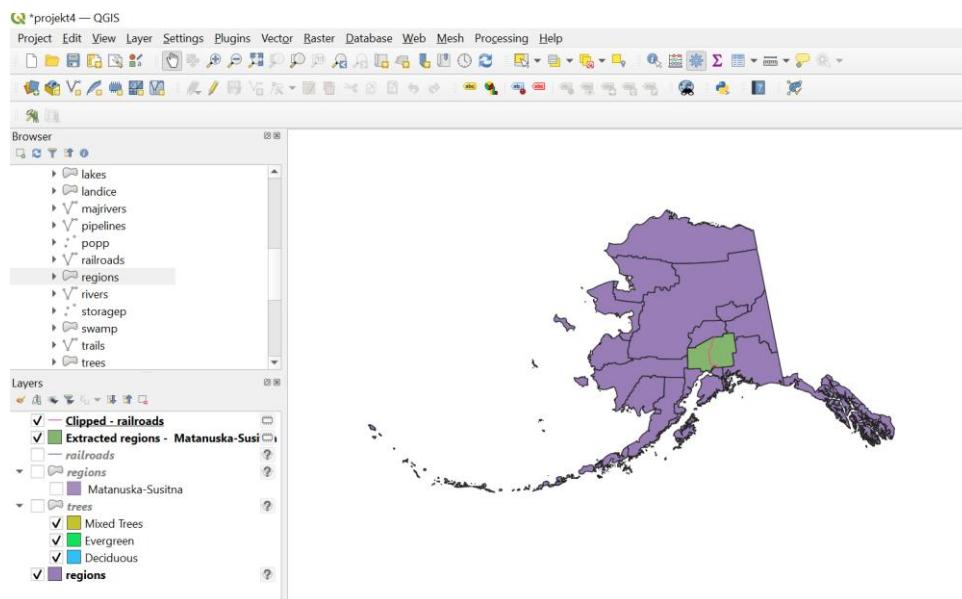 *projekt4 — QGIS
Project Edit View Layer Settings Plugins Vector Raster Database Web Mesh Processing Help
Browser
lakes
landice
majrivers
pipelines
popp
railroads
regions
rivers
storagep
swamp
trails
trees
Layers
Clipped - railroads
Extracted regions - Matanuska-Susi
railroads
regions
Matanuska-Susitna
trees
Mixed Trees
Evergreen
Deciduous
regions